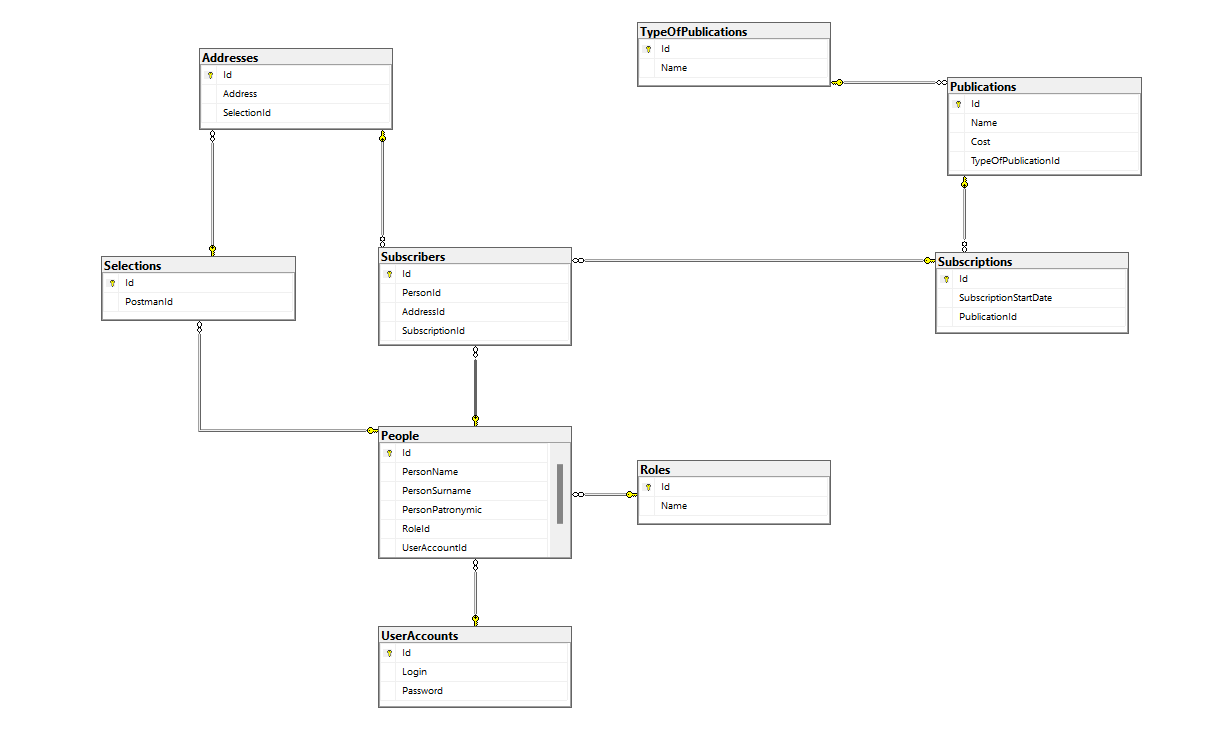 TypeOfPublications
Id
Name
Addresses
Id
Address
SelectionId
Publications
Id
Name
Cost
TypeOfPublicationId
Subscribers
Id
PersonId
AddressId
SubscriptionId
Subscriptions
Id
SubscriptionStartDate
PublicationId
Selections
Id
PostmanId
People
Id
PersonName
PersonSurname
PersonPatronymic
RoleId
UserAccountId
Roles
Id
Name
UserAccounts
Id
Login
Password